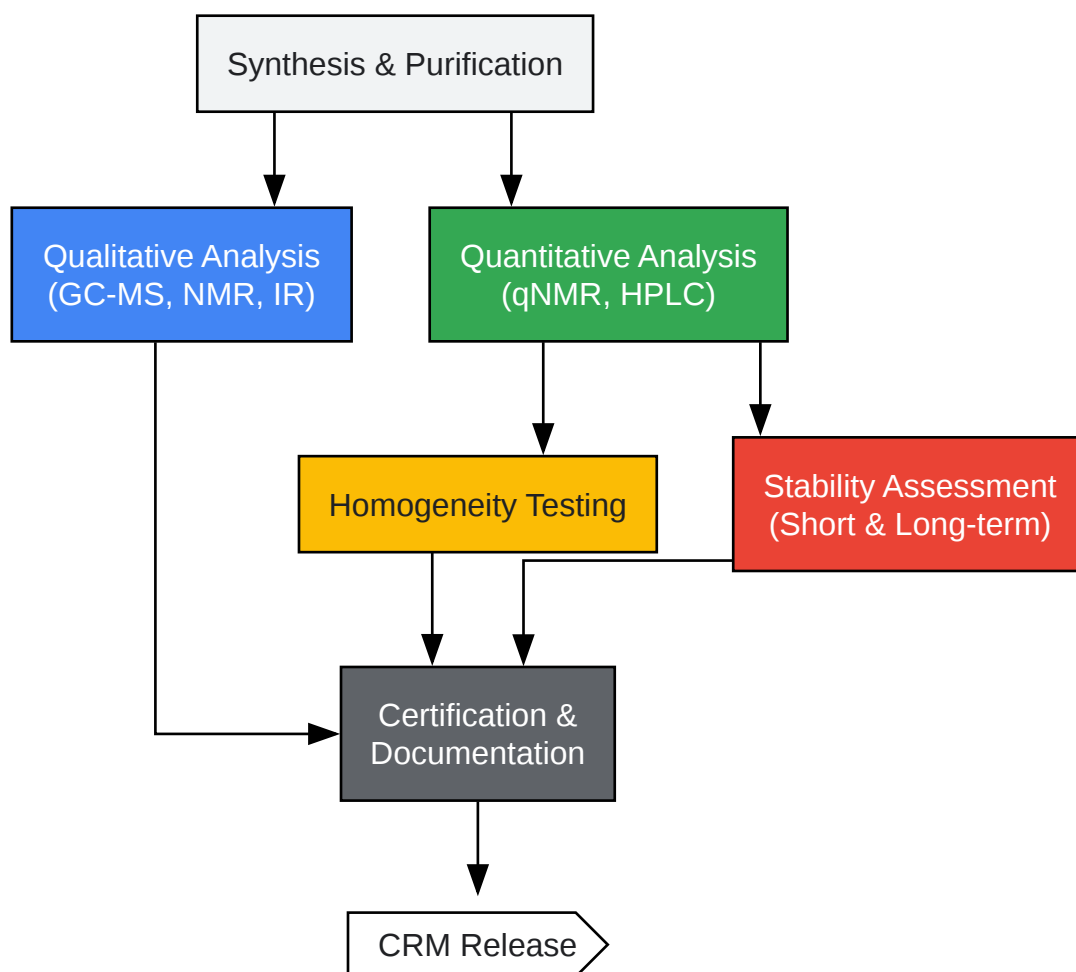 Synthesis & Purification
Qualitative Analysis
(GC-MS, NMR, IR)
Quantitative Analysis
(qNMR, HPLC)
Homogeneity Testing
Stability Assessment
(Short & Long-term)
Certification &
Documentation
CRM Release